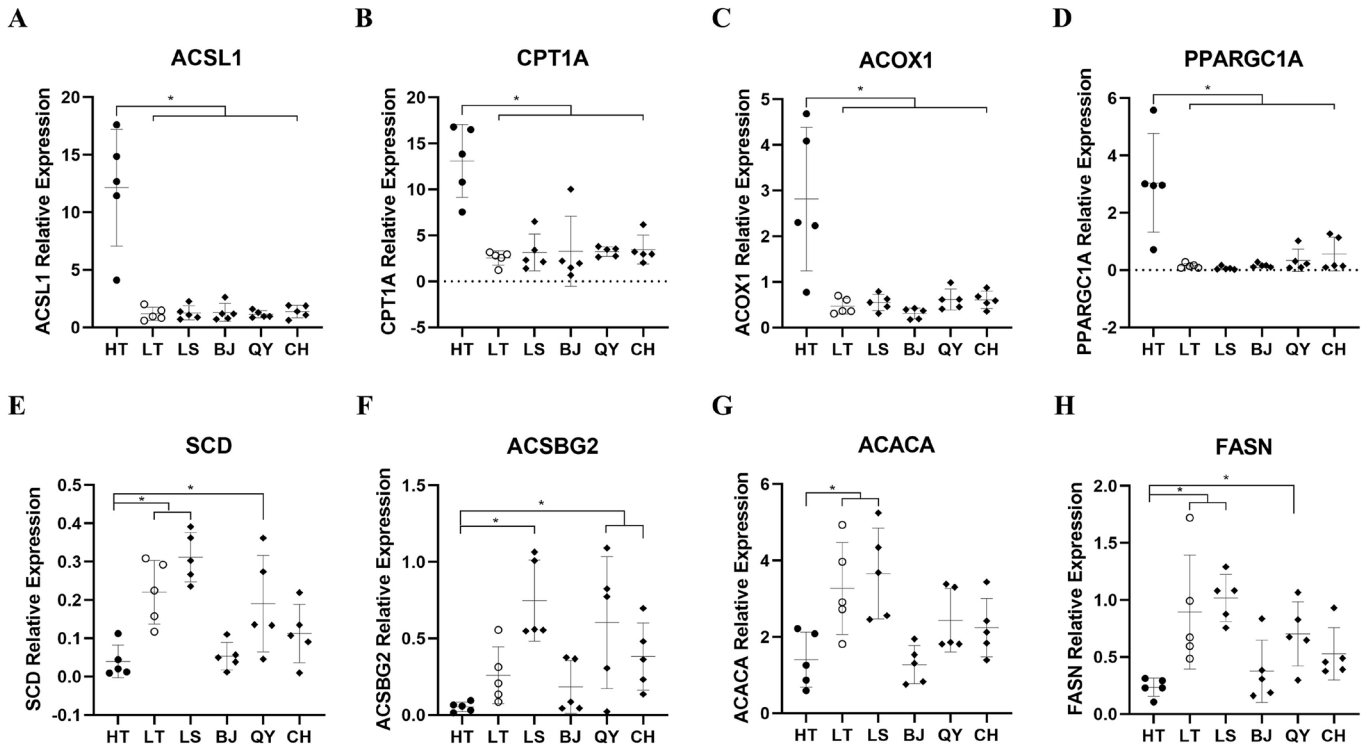 A
ACSL1
ACSL1 Relative Expression
20
15
10
5
0
*
HT LT LS BJ QY CH
B
CPT1A
CPT1A Relative Expression
20
15
10
5
0
-5
*
HT LT LS BJ QY CH
C
ACOX1
ACOX1 Relative Expression
5
4
3
2
1
0
*
HT LT LS BJ QY CH
D
PPARGC1A
PPARGC1A Relative Expression
6
4
2
0
-2
*
HT LT LS BJ QY CH
E
SCD
SCD Relative Expression
0.5
0.4
0.3
0.2
0.1
0.0
-0.1
*
*
HT LT LS BJ QY CH
F
ACSBG2
ACSBG2 Relative Expression
1.5
1.0
0.5
0.0
*
*
HT LT LS BJ QY CH
G
ACACA
ACACA Relative Expression
6
4
2
0
*
HT LT LS BJ QY CH
H
FASN
FASN Relative Expression
2.0
1.5
1.0
0.5
0.0
*
*
HT LT LS BJ QY CH